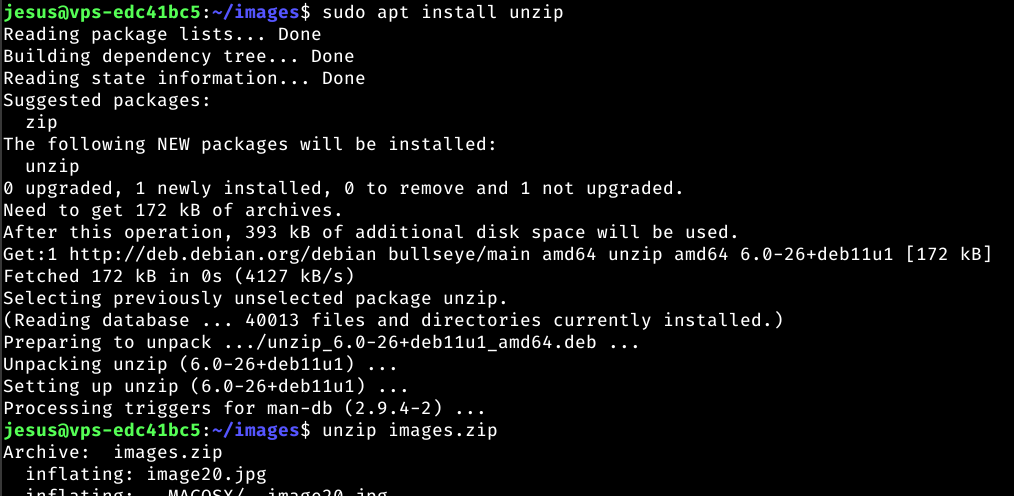 jesus@vps-edc41bc5:~/images$ sudo apt install unzip
Reading package lists... Done
Building dependency tree... Done
Reading state information... Done
Suggested packages:
  zip
The following NEW packages will be installed:
  unzip
0 upgraded, 1 newly installed, 0 to remove and 1 not upgraded.
Need to get 172 kB of archives.
After this operation, 393 kB of additional disk space will be used.
Get:1 http://deb.debian.org/debian bullseye/main amd64 unzip amd64 6.0-26+deb11u1 [172 kB]
Fetched 172 kB in 0s (4127 kB/s)
Selecting previously unselected package unzip.
(Reading database ... 40013 files and directories currently installed.)
Preparing to unpack .../unzip_6.0-26+deb11u1_amd64.deb ...
Unpacking unzip (6.0-26+deb11u1) ...
Setting up unzip (6.0-26+deb11u1) ...
Processing triggers for man-db (2.9.4-2) ...
jesus@vps-edc41bc5:~/images$ unzip images.zip
Archive:  images.zip
  inflating: image20.jpg
  inflating: __MACOSX/._image20.jpg